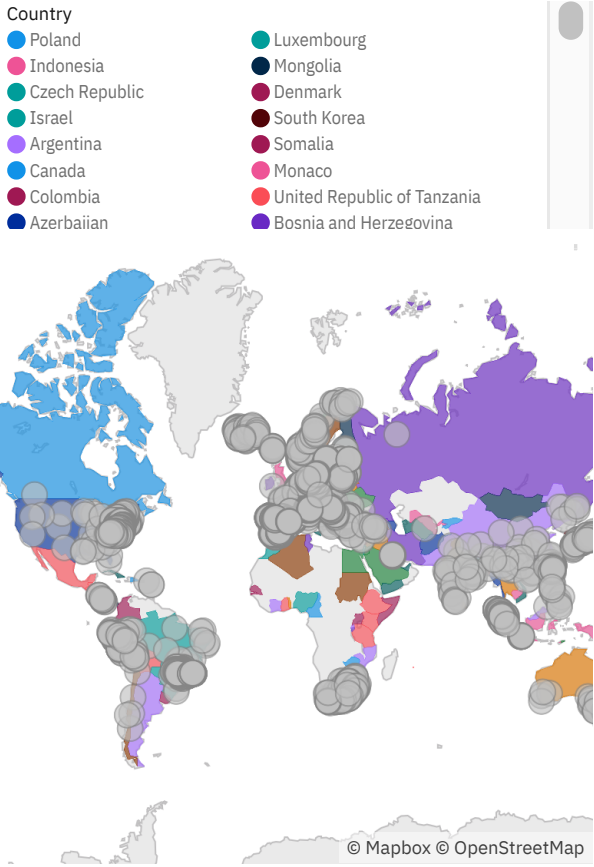 Country
Poland
Indonesia
Czech Republic
Israel
Argentina
Canada
Colombia
Azerbaijan
Luxembourg
Mongolia
Denmark
South Korea
Somalia
Monaco
United Republic of Tanzania
Bosnia and Herzegovina
© Mapbox © OpenStreetMap